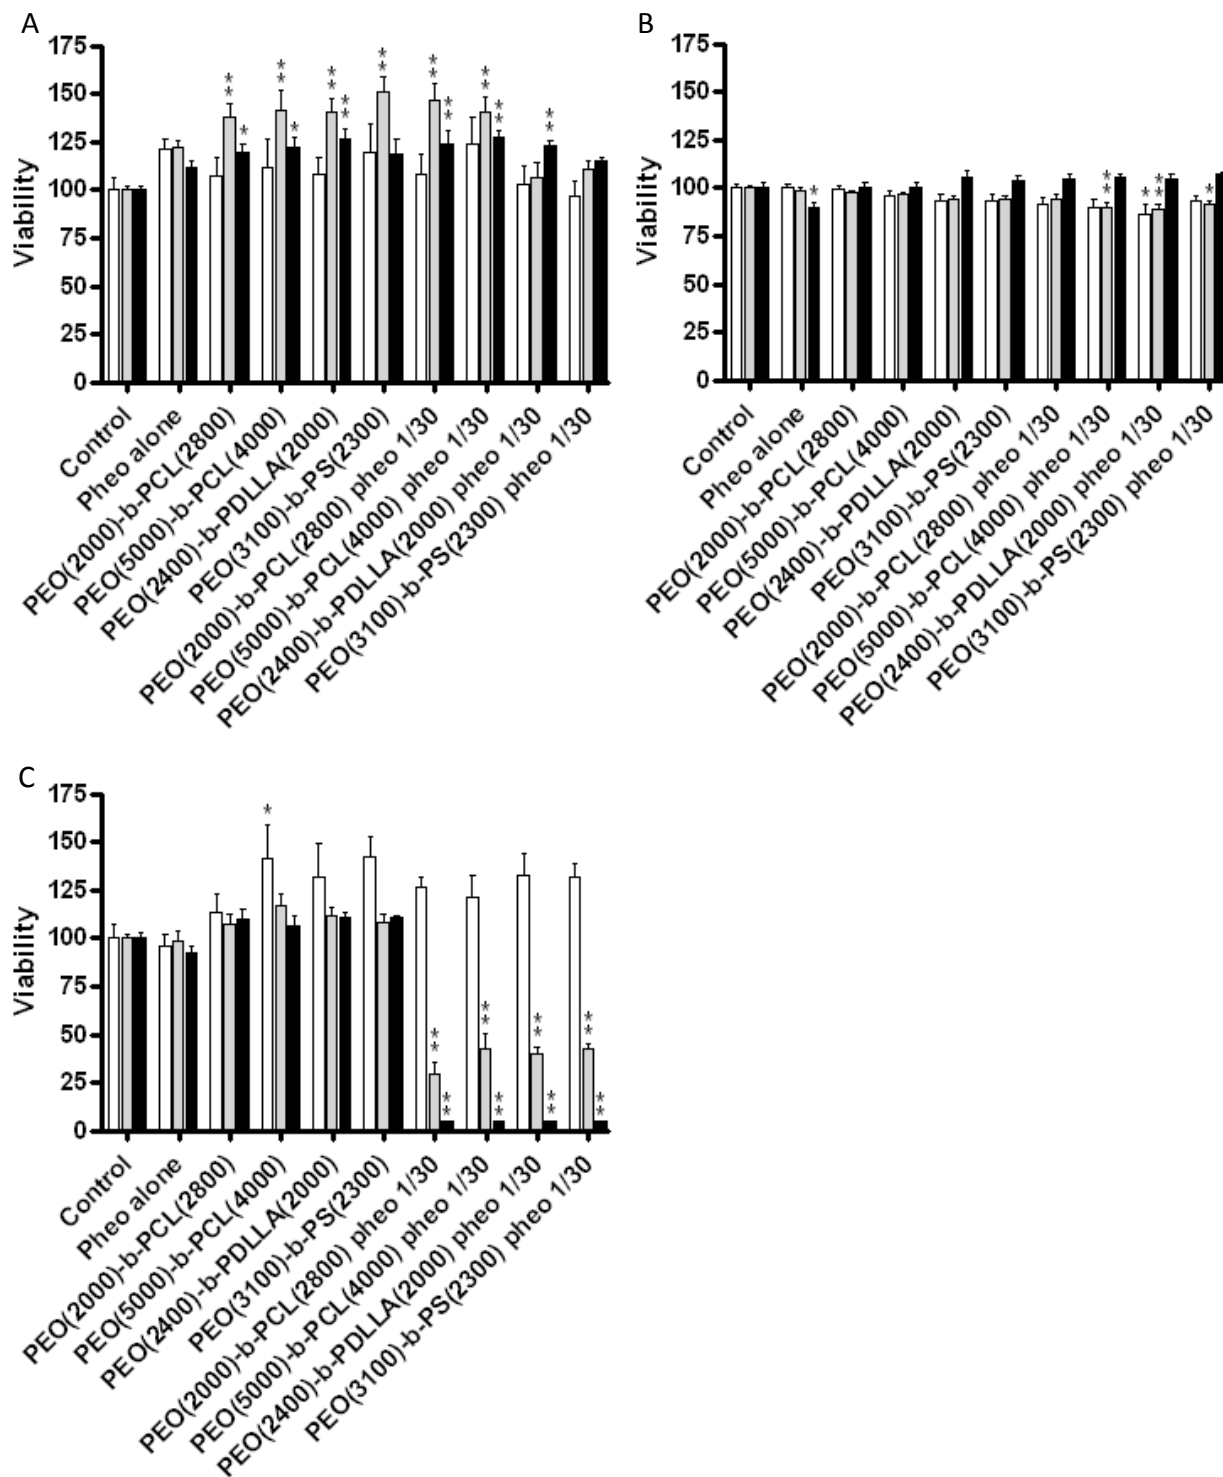 A
175
150
125
100
75
50
25
0
Viability
* *
* *
* *
* *
* *
* *
*
*
* *
* *
* *
* *
Control
Pheo alone
PEO(2000)-b-PCL(2800)
PEO(5000)-b-PCL(4000)
PEO(2400)-b-PDLLA(2000)
PEO(3100)-b-PS(2300)
PEO(2000)-b-PCL(2800) pheo 1/30
PEO(5000)-b-PCL(4000) pheo 1/30
PEO(2400)-b-PDLLA(2000) pheo 1/30
PEO(3100)-b-PS(2300) pheo 1/30
B
175
150
125
100
75
50
25
0
Viability
*
* *
*
* *
*
Control
Pheo alone
PEO(2000)-b-PCL(2800)
PEO(5000)-b-PCL(4000)
PEO(2400)-b-PDLLA(2000)
PEO(3100)-b-PS(2300)
PEO(2000)-b-PCL(2800) pheo 1/30
PEO(5000)-b-PCL(4000) pheo 1/30
PEO(2400)-b-PDLLA(2000) pheo 1/30
PEO(3100)-b-PS(2300) pheo 1/30
C
175
150
125
100
75
50
25
0
Viability
*
* *
* *
* *
* *
* *
* *
* *
* *
Control
Pheo alone
PEO(2000)-b-PCL(2800)
PEO(5000)-b-PCL(4000)
PEO(2400)-b-PDLLA(2000)
PEO(3100)-b-PS(2300)
PEO(2000)-b-PCL(2800) pheo 1/30
PEO(5000)-b-PCL(4000) pheo 1/30
PEO(2400)-b-PDLLA(2000) pheo 1/30
PEO(3100)-b-PS(2300) pheo 1/30